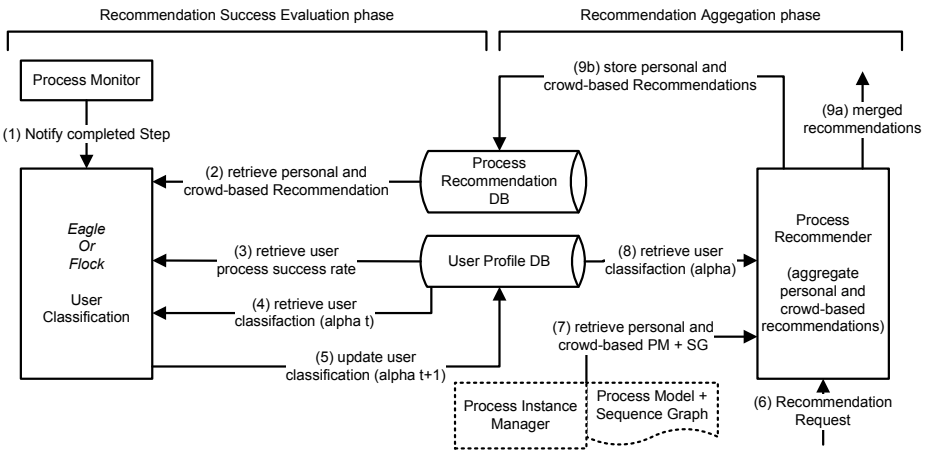 Recommendation Success Evaluation phase
Recommendation Aggegation phase
Process Monitor
(1) Notify completed Step
(9b) store personal and
crowd-based Recommendations
(9a) merged
recommendations
(2) retrieve personal and
crowd-based Recommendation
Process
Recommendation
DB
Eagle
Or
Flock
User
Classification
(3) retrieve user
process success rate
User Profile DB
(8) retrieve user
classifaction (alpha)
Process
Recommender
(aggregate
personal and
crowd-based
recommendations)
(4) retrieve user
classifaction (alpha t)
(7) retrieve personal and
crowd-based PM + SG
(5) update user
classification (alpha t+1)
Process Instance
Manager
Process Model +
Sequence Graph
(6) Recommendation
Request